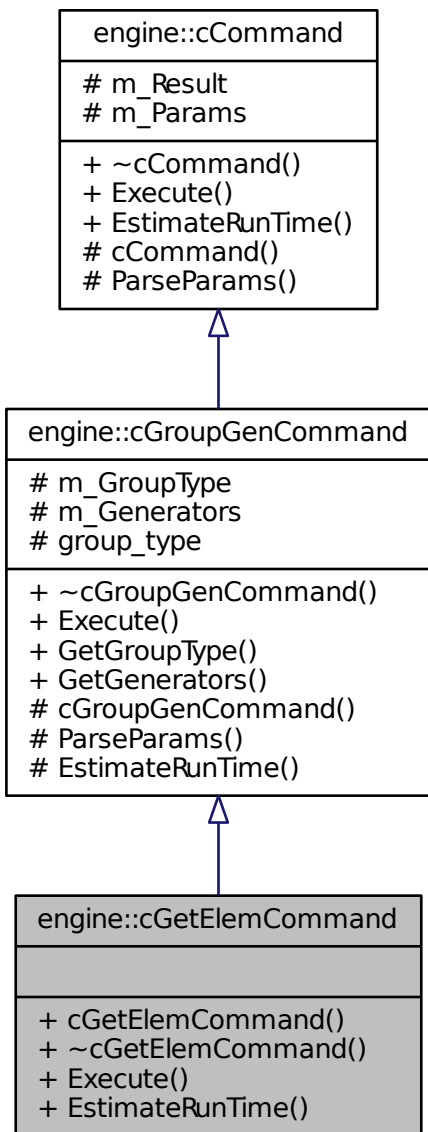 engine::cCommand
# m_Result
# m_Params
+ ~cCommand()
+ Execute()
+ EstimateRunTime()
# cCommand()
# ParseParams()
engine::cGroupGenCommand
# m_GroupType
# m_Generators
# group_type
+ ~cGroupGenCommand()
+ Execute()
+ GetGroupType()
+ GetGenerators()
# cGroupGenCommand()
# ParseParams()
# EstimateRunTime()
engine::cGetElemCommand
+ cGetElemCommand()
+ ~cGetElemCommand()
+ Execute()
+ EstimateRunTime()